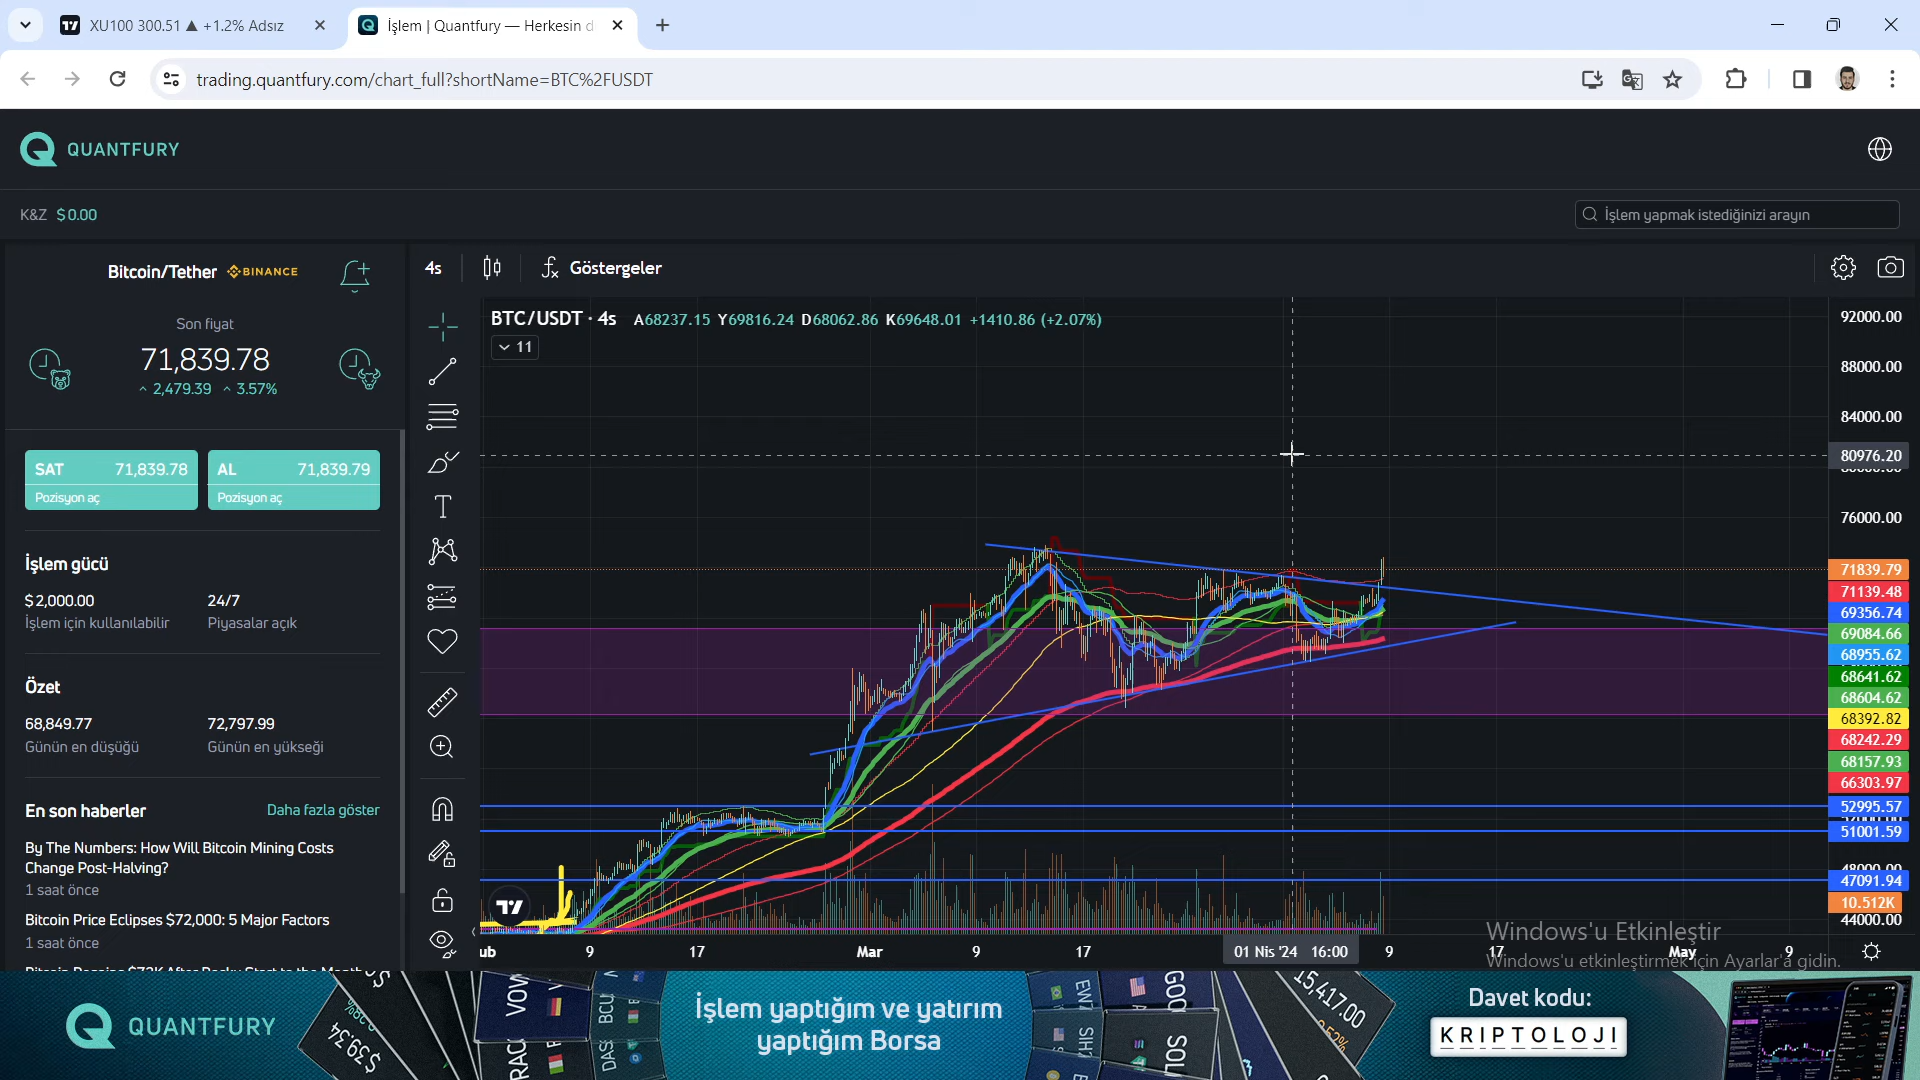 XU100 300.51 ▲ +1.2% Adsız
İşlem | Quantfury — Herkesin
trading.quantfury.com/chart_full?shortName=BTC%2FUSDT
QUANTFURY
K&Z $0.00
İşlem yapmak istediğinizi arayın
Bitcoin/Tether BINANCE
Son fiyat
71,839.78
2,479.39 3.57%
SAT 71,839.78
Pozisyon aç
AL 71,839.79
Pozisyon aç
İşlem gücü
$2,000.00 24/7
İşlem için kullanılabilir Piyasalar açık
Özet
68,849.77 72,797.99
Günün en düşüğü Günün en yükseği
En son haberler Daha fazla göster
By The Numbers: How Will Bitcoin Mining Costs
Change Post-Halving?
1 saat önce
Bitcoin Price Eclipses $72,000: 5 Major Factors
1 saat önce
4s Göstergeler
BTC/USDT · 4s A68237.15 Y69816.24 D68062.86 K69648.01 +1410.86 (+2.07%)
11
92000.00
88000.00
84000.00
80976.20
76000.00
71839.79
71139.48
69356.74
69084.66
68955.62
68641.62
68604.62
68392.82
68242.29
68157.93
66303.97
52995.57
51001.59
47091.94
10.512K
44000.00
ub 9 17 Mar 9 17 01 Nis '24 16:00 9 17 May 9
Windows'u Etkinleştir
Windows'u etkinleştirmek için Ayarlar'a gidin.
QUANTFURY
$39.34
VOW
BCU
DAS
İşlem yaptığım ve yatırım
yaptığım Borsa
SOL
15,417.00
Davet kodu:
KRIPTOLOJI